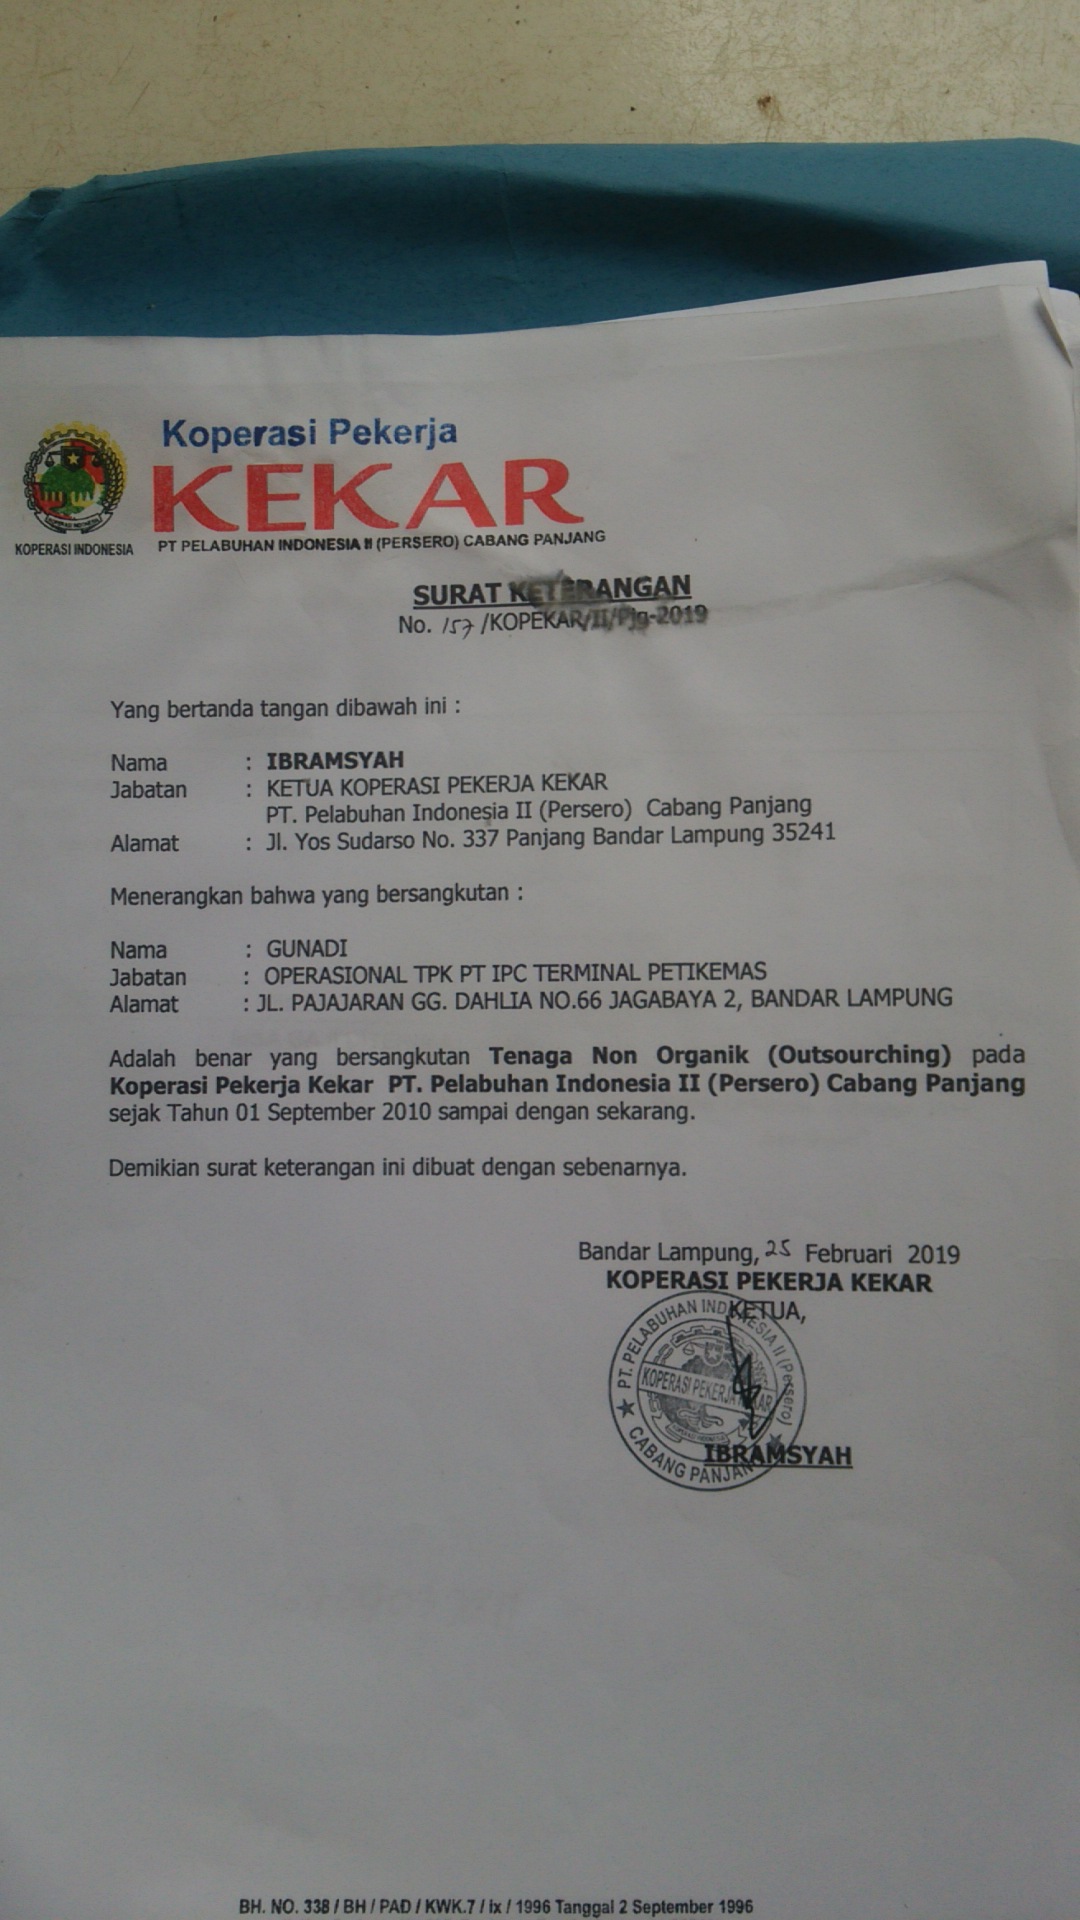 Koperasi Pekerja
KEKAR
KOPERASI INDONESIA
PT PELABUHAN INDONESIA II (PERSERO) CABANG PANJANG
SURAT KETERANGAN
No. 157 /KOPEKAR/II/Pjg-2019
Yang bertanda tangan dibawah ini :
Nama : IBRAMSYAH
Jabatan : KETUA KOPERASI PEKERJA KEKAR
PT. Pelabuhan Indonesia II (Persero) Cabang Panjang
Alamat : Jl. Yos Sudarso No. 337 Panjang Bandar Lampung 35241
Menerangkan bahwa yang bersangkutan :
Nama : GUNADI
Jabatan : OPERASIONAL TPK PT IPC TERMINAL PETIKEMAS
Alamat : JL. PAJAJARAN GG. DAHLIA NO.66 JAGABAYA 2, BANDAR LAMPUNG
Adalah benar yang bersangkutan Tenaga Non Organik (Outsourching) pada
Koperasi Pekerja Kekar PT. Pelabuhan Indonesia II (Persero) Cabang Panjang
sejak Tahun 01 September 2010 sampai dengan sekarang.
Demikian surat keterangan ini dibuat dengan sebenarnya.
Bandar Lampung, 25 Februari 2019
KOPERASI PEKERJA KEKAR
KETUA,
PT. PELABUHAN INDONESIA II (Persero)
KOPERASI PEKERJA KEKAR
CABANG PANJANG
IBRAMSYAH
BH. NO. 338 / BH / PAD / KWK.7 / ix / 1996 Tanggal 2 September 1996